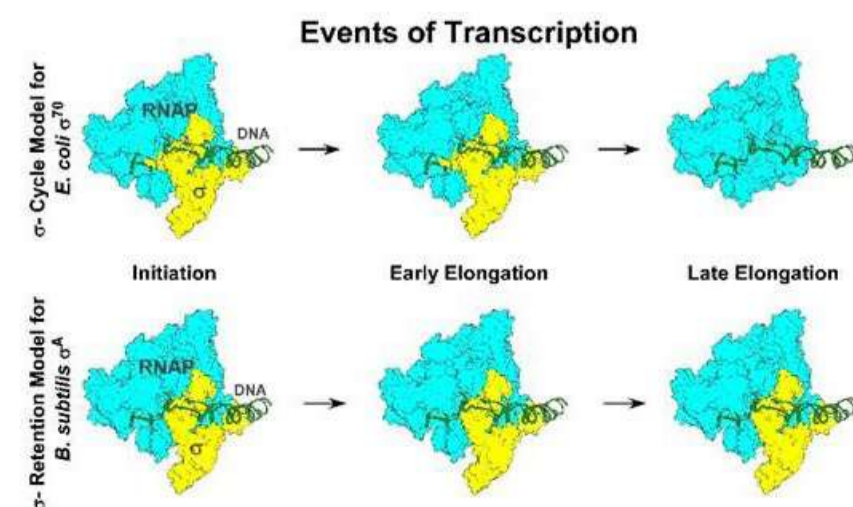 Events of Transcription
σ- Cycle Model for
E. coli σ70
RNAP
DNA
σ
Initiation
Early Elongation
Late Elongation
σ- Retention Model for
B. subtilis σA
RNAP
DNA
σ